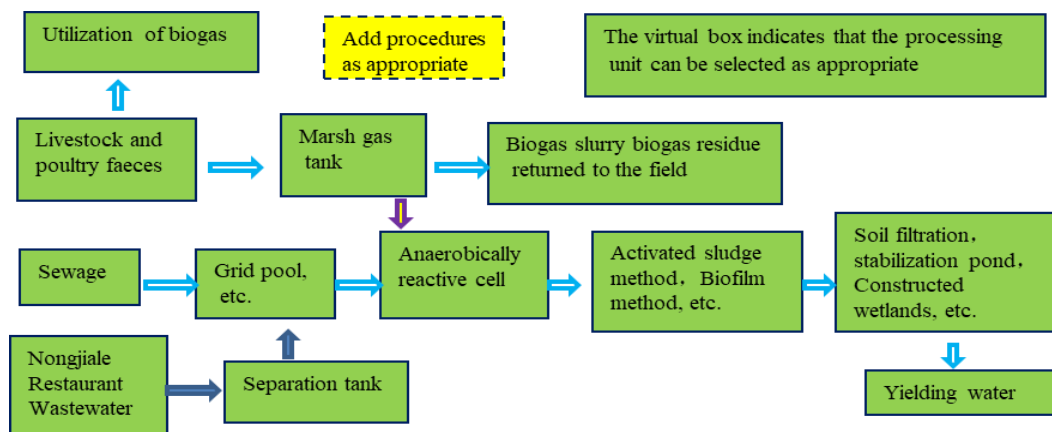 Utilization of biogas
Add procedures
as appropriate
The virtual box indicates that the processing
unit can be selected as appropriate
Livestock and
poultry faeces
Marsh gas
tank
Biogas slurry biogas residue
returned to the field
Sewage
Grid pool,
etc.
Anaerobically
reactive cell
Activated sludge
method，Biofilm
method, etc.
Soil filtration，
stabilization pond，
Constructed
wetlands, etc.
Nongjiale
Restaurant
Wastewater
Separation tank
Yielding water